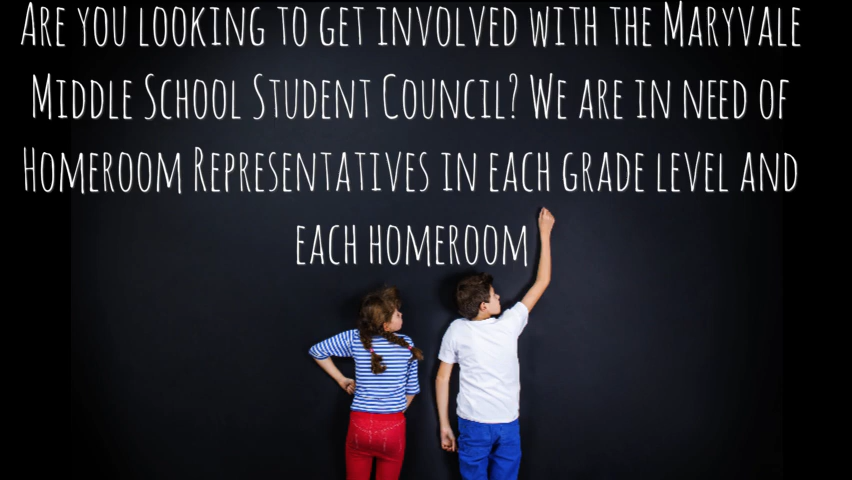 Are you looking to get involved with the Maryvale
Middle School Student Council? We are in need of
Homeroom Representatives in each grade level and
each homeroom